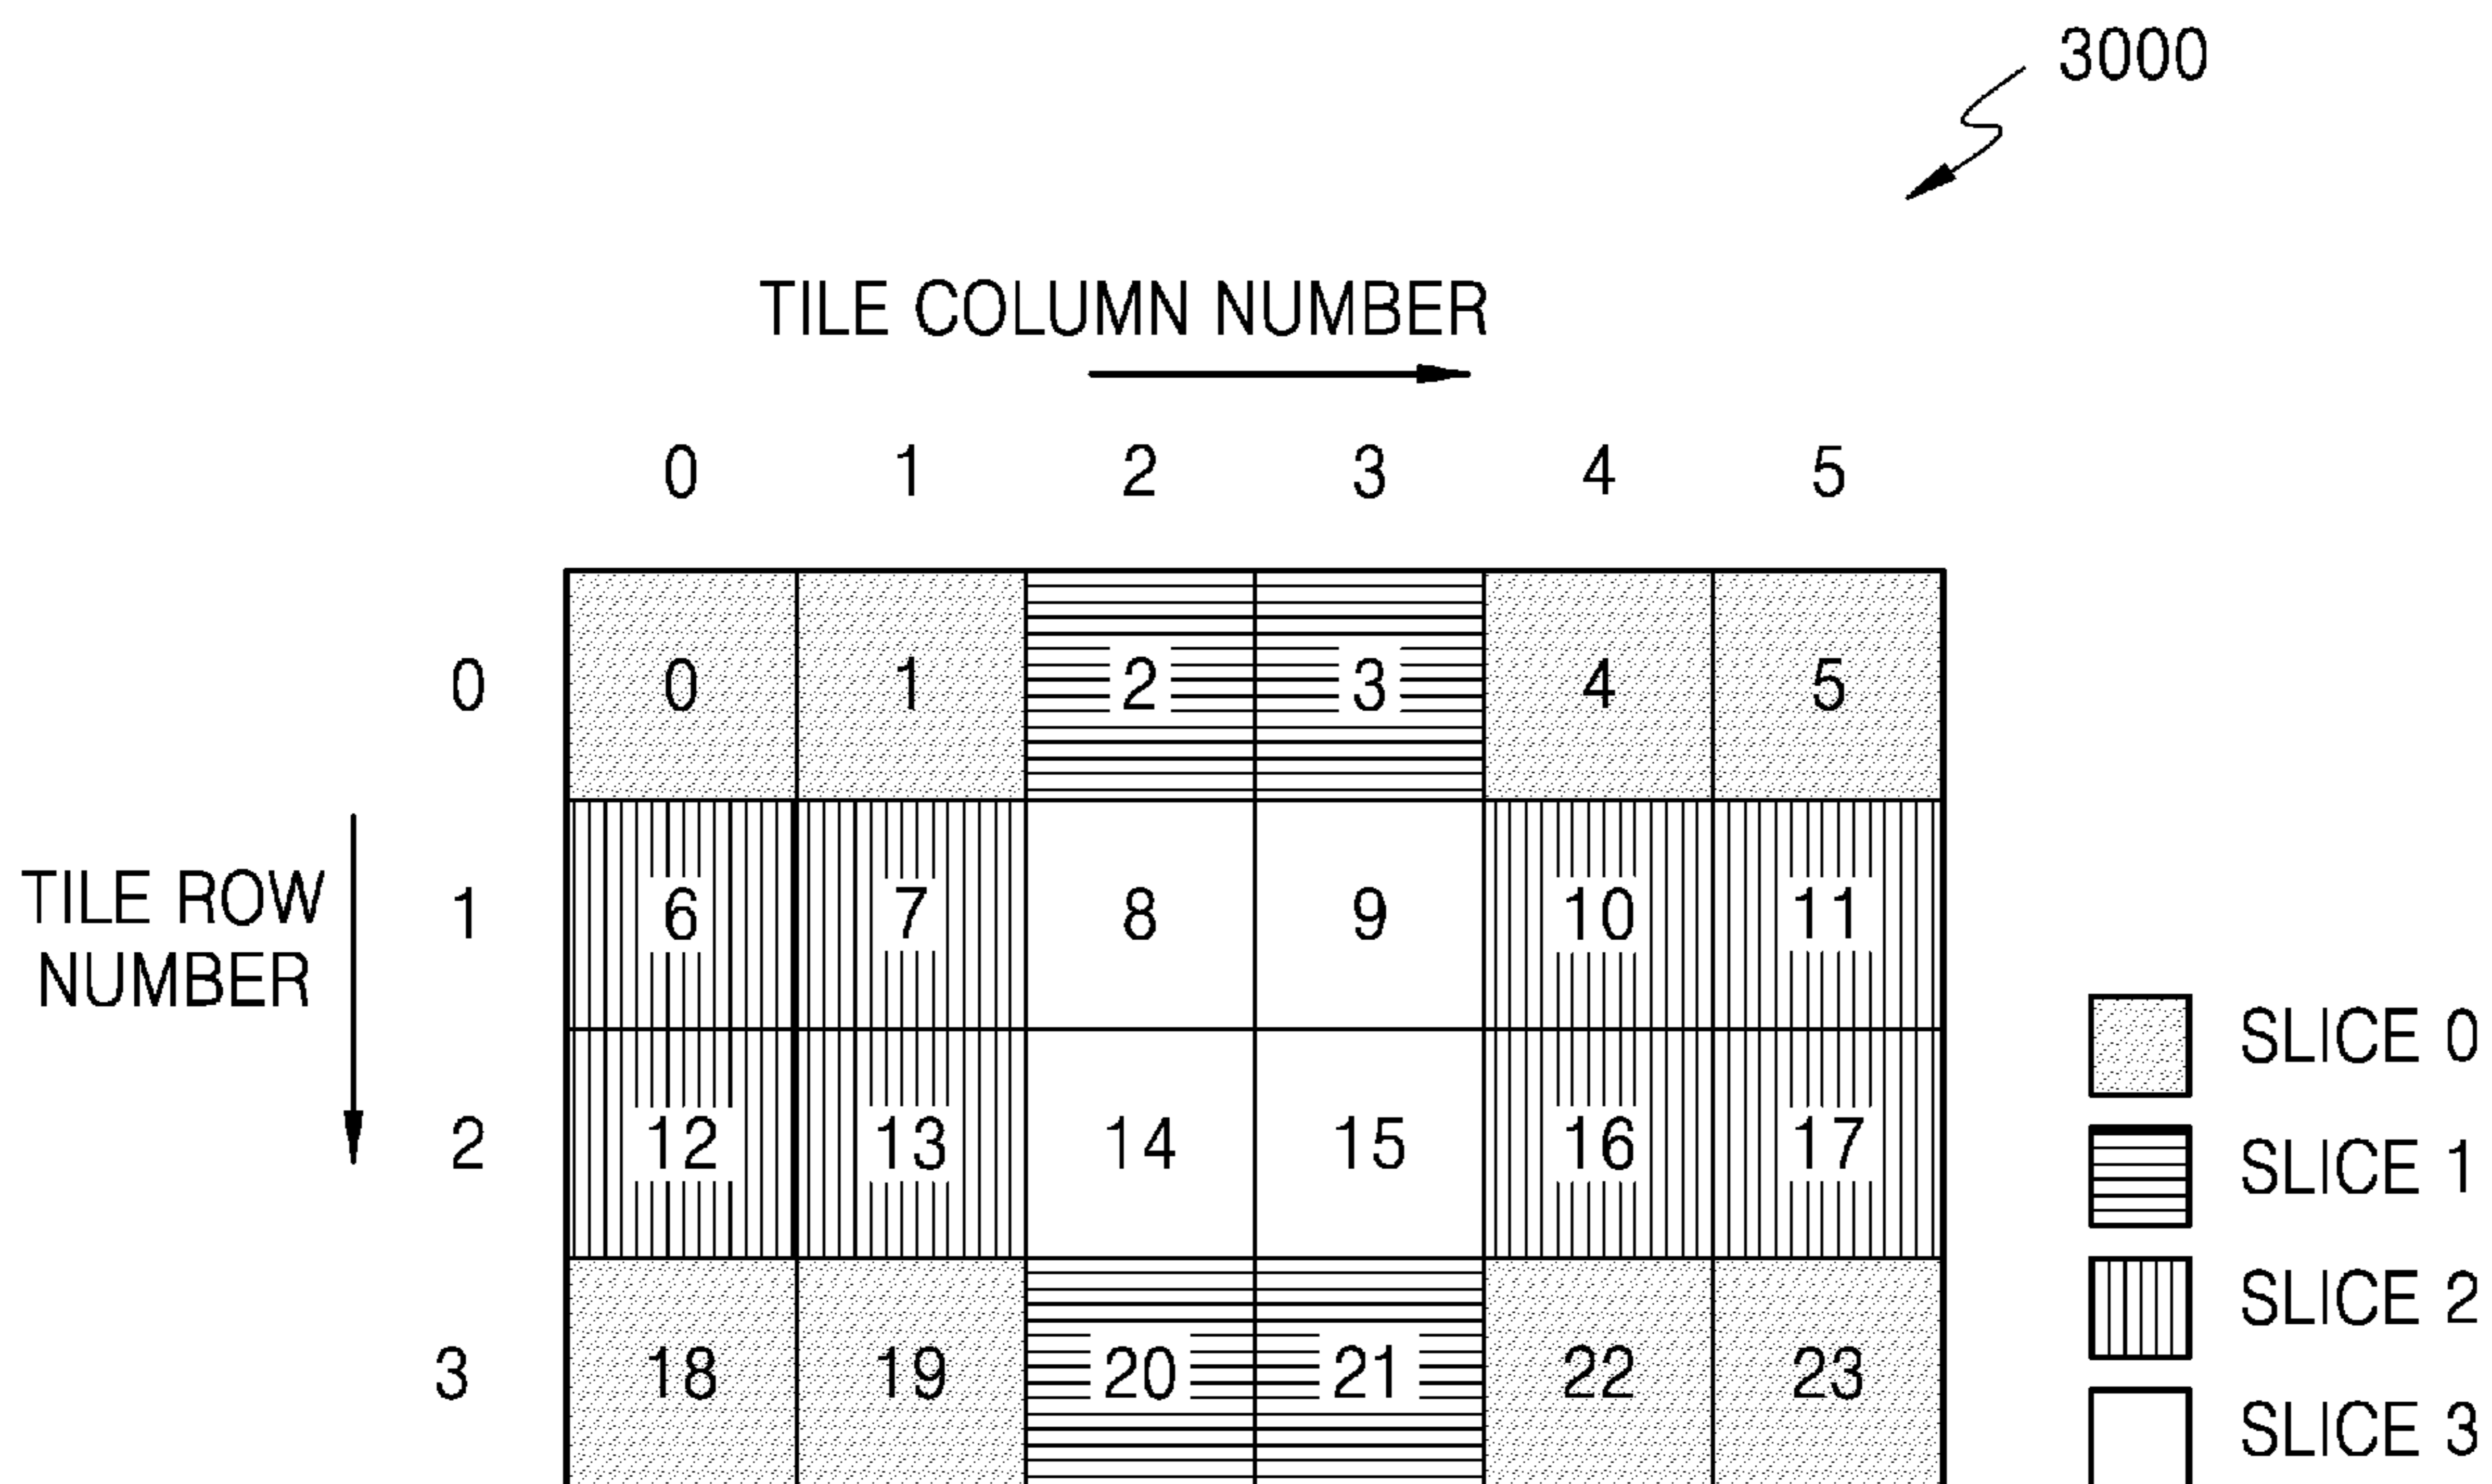 3000
TILE COLUMN NUMBER
0 1 2 3 4 5
0 0 1 2 3 4 5
TILE ROW
NUMBER
1 6 7 8 9 10 11
2 12 13 14 15 16 17
3 18 19 20 21 22 23
SLICE 0
SLICE 1
SLICE 2
SLICE 3